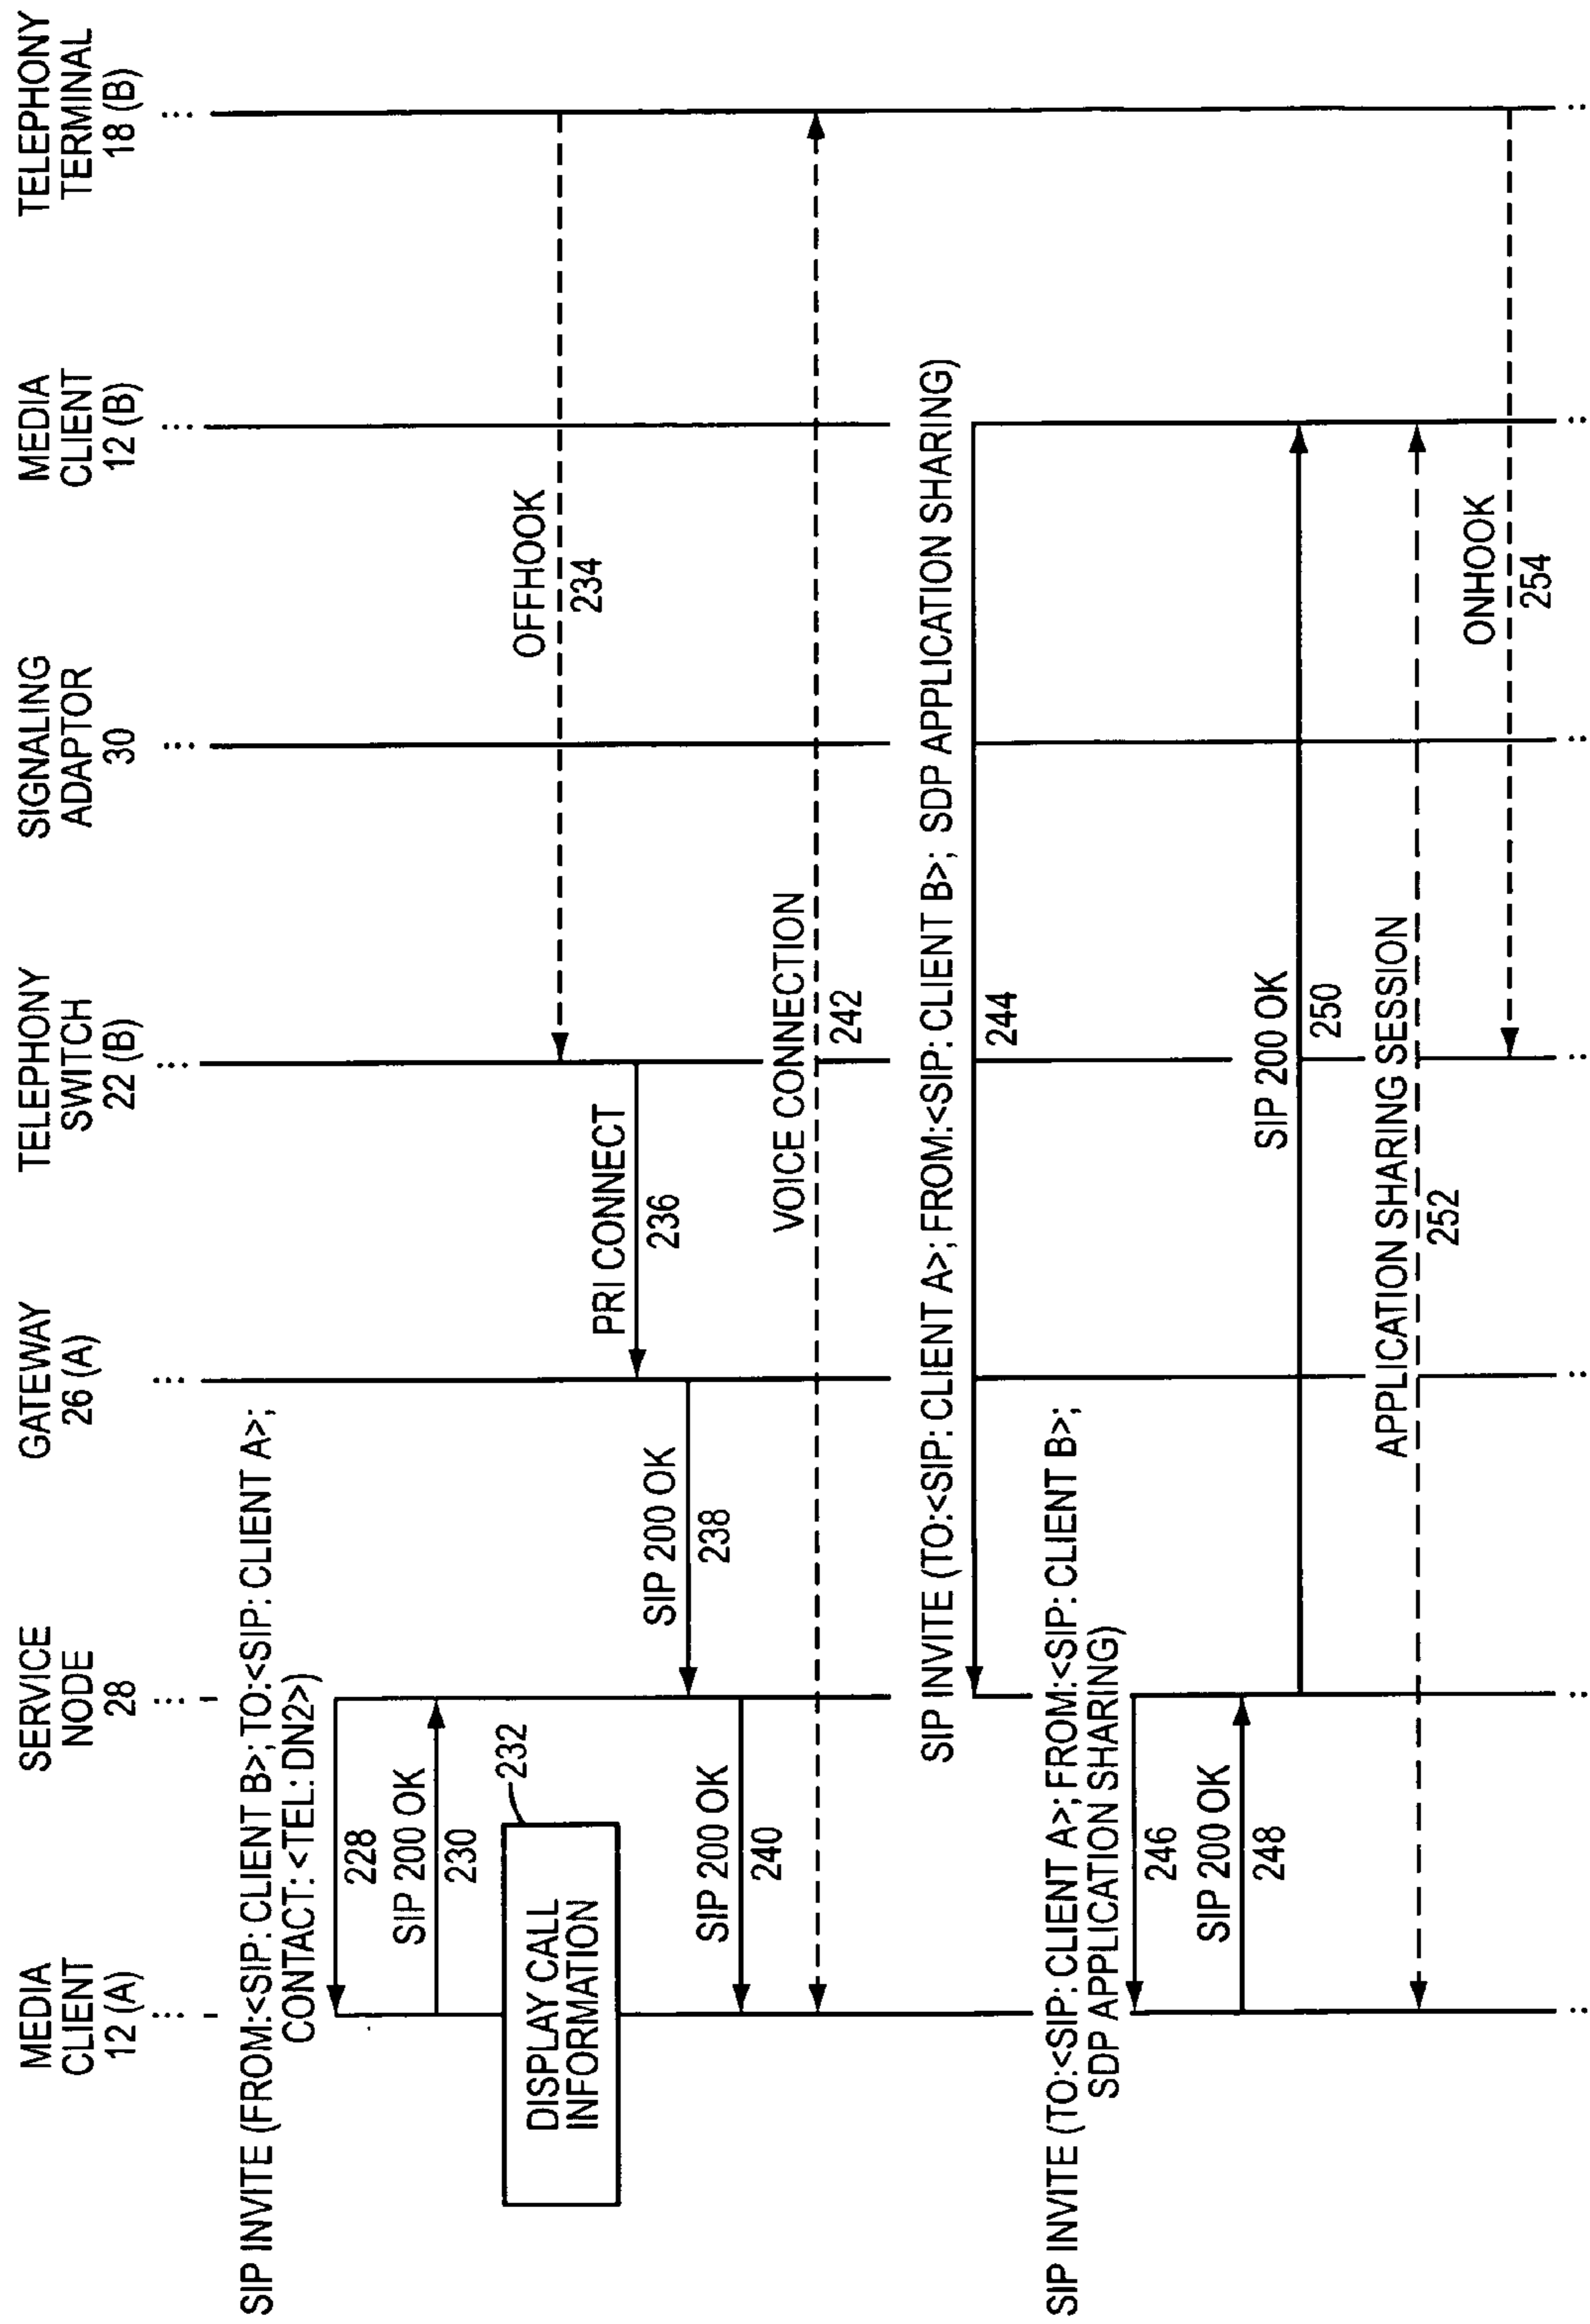 MEDIA
CLIENT
12 (A)
SERVICE
NODE
28
GATEWAY
26 (A)
TELEPHONY
SWITCH
22 (B)
SIGNALING
ADAPTOR
30
MEDIA
CLIENT
12 (B)
TELEPHONY
TERMINAL
18 (B)
SIP INVITE (FROM:<SIP: CLIENT B>; TO:<SIP: CLIENT A>;
CONTACT: <TEL: DN2>)
228
SIP 200 OK
230
232
DISPLAY CALL
INFORMATION
OFFHOOK
234
PRI CONNECT
236
SIP 200 OK
238
SIP 200 OK
240
VOICE CONNECTION
242
SIP INVITE (TO:<SIP: CLIENT A>; FROM:<SIP: CLIENT B>; SDP APPLICATION SHARING)
244
SIP INVITE (TO:<SIP: CLIENT A>; FROM:<SIP: CLIENT B>;
SDP APPLICATION SHARING)
246
SIP 200 OK
248
SIP 200 OK
250
APPLICATION SHARING SESSION
252
ONHOOK
254